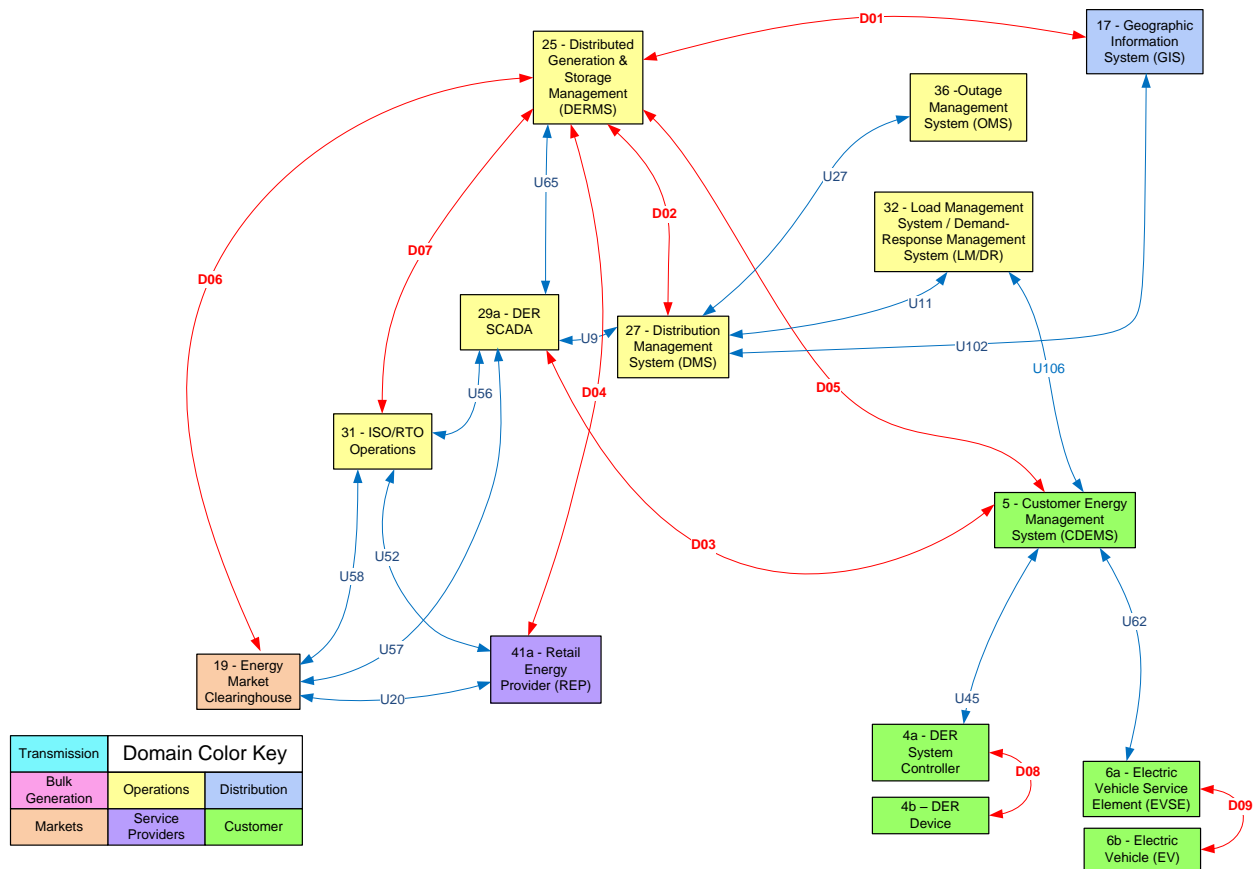 D01
25 - Distributed
Generation &
Storage
Management
(DERMS)
17 - Geographic
Information
System (GIS)
36 -Outage
Management
System (OMS)
U65
U27
D02
32 - Load Management
System / Demand-
Response Management
System (LM/DR)
D07
D06
29a - DER
SCADA
U9
27 - Distribution
Management
System (DMS)
U11
U102
U106
U56
D04
D05
31 - ISO/RTO
Operations
5 - Customer Energy
Management
System (CDEMS)
D03
U52
U58
U62
U57
19 - Energy
Market
Clearinghouse
41a - Retail
Energy
Provider (REP)
U20
U45
4a - DER
System
Controller
D08
4b – DER
Device
6a - Electric
Vehicle Service
Element (EVSE)
D09
6b - Electric
Vehicle (EV)
Transmission
Domain Color Key
Bulk
Generation
Operations
Distribution
Markets
Service
Providers
Customer